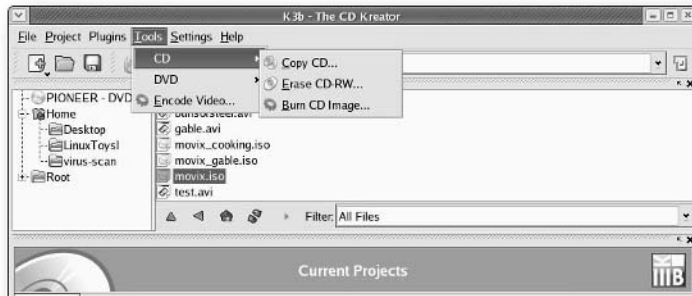 K3b - The CD Kreator
File Project Plugins Tools Settings Help
CD
Copy CD...
DVD
Erase CD-RW...
Encode Video...
Burn CD Image...
PIONEER - DVD
Home
Desktop
LinuxToysI
virus-scan
Root
gable.avi
movix_cooking.iso
movix_gable.iso
movix.iso
test.avi
Filter: All Files
Current Projects